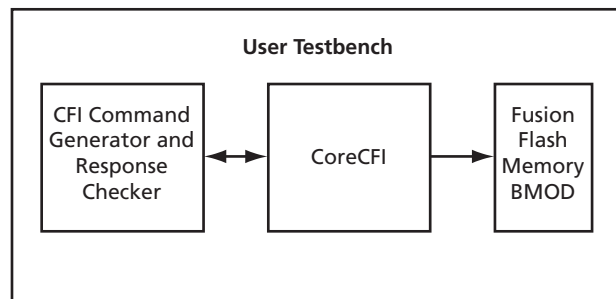 User Testbench
CFI Command
Generator and
Response
Checker
CoreCFI
Fusion
Flash
Memory
BMOD